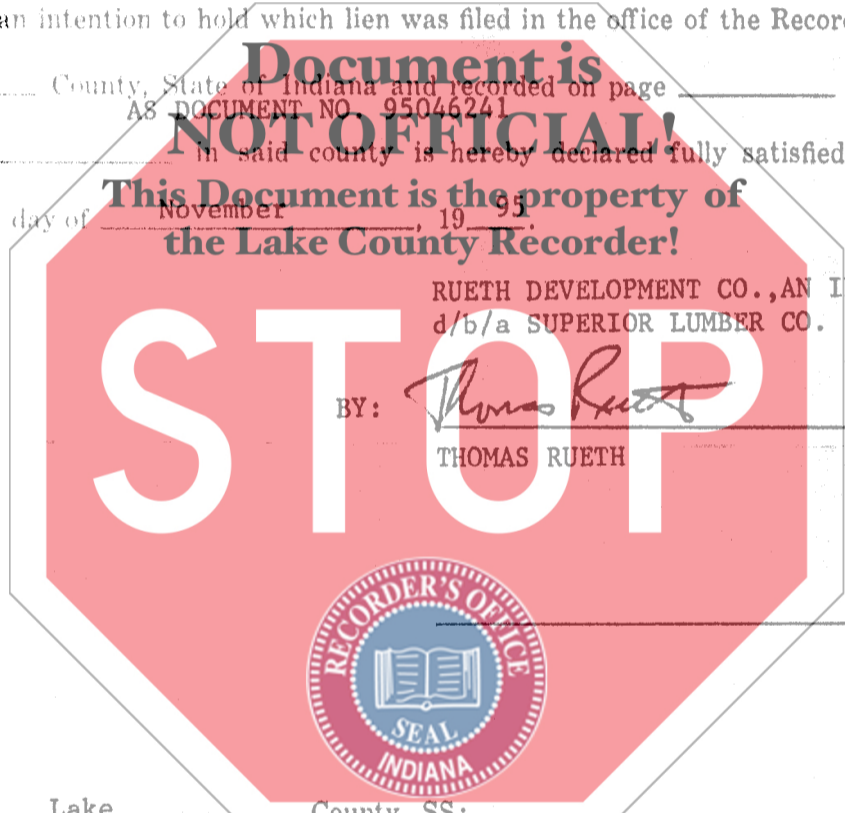 an intention to hold which lien was filed in the office of the Recor
Document is
County, State of Indiana and recorded on page
AS DOCUMENT NO. 95046241
NOT OFFICIAL!
in said county is hereby declared fully satisfied
This Document is the property of
day of November, 19 95.
the Lake County Recorder!
RUETH DEVELOPMENT CO.,AN I
d/b/a SUPERIOR LUMBER CO.
STOP
BY: Thomas Rueth
THOMAS RUETH
RECORDER'S OFFICE
SEAL
INDIANA
Lake County, SS: